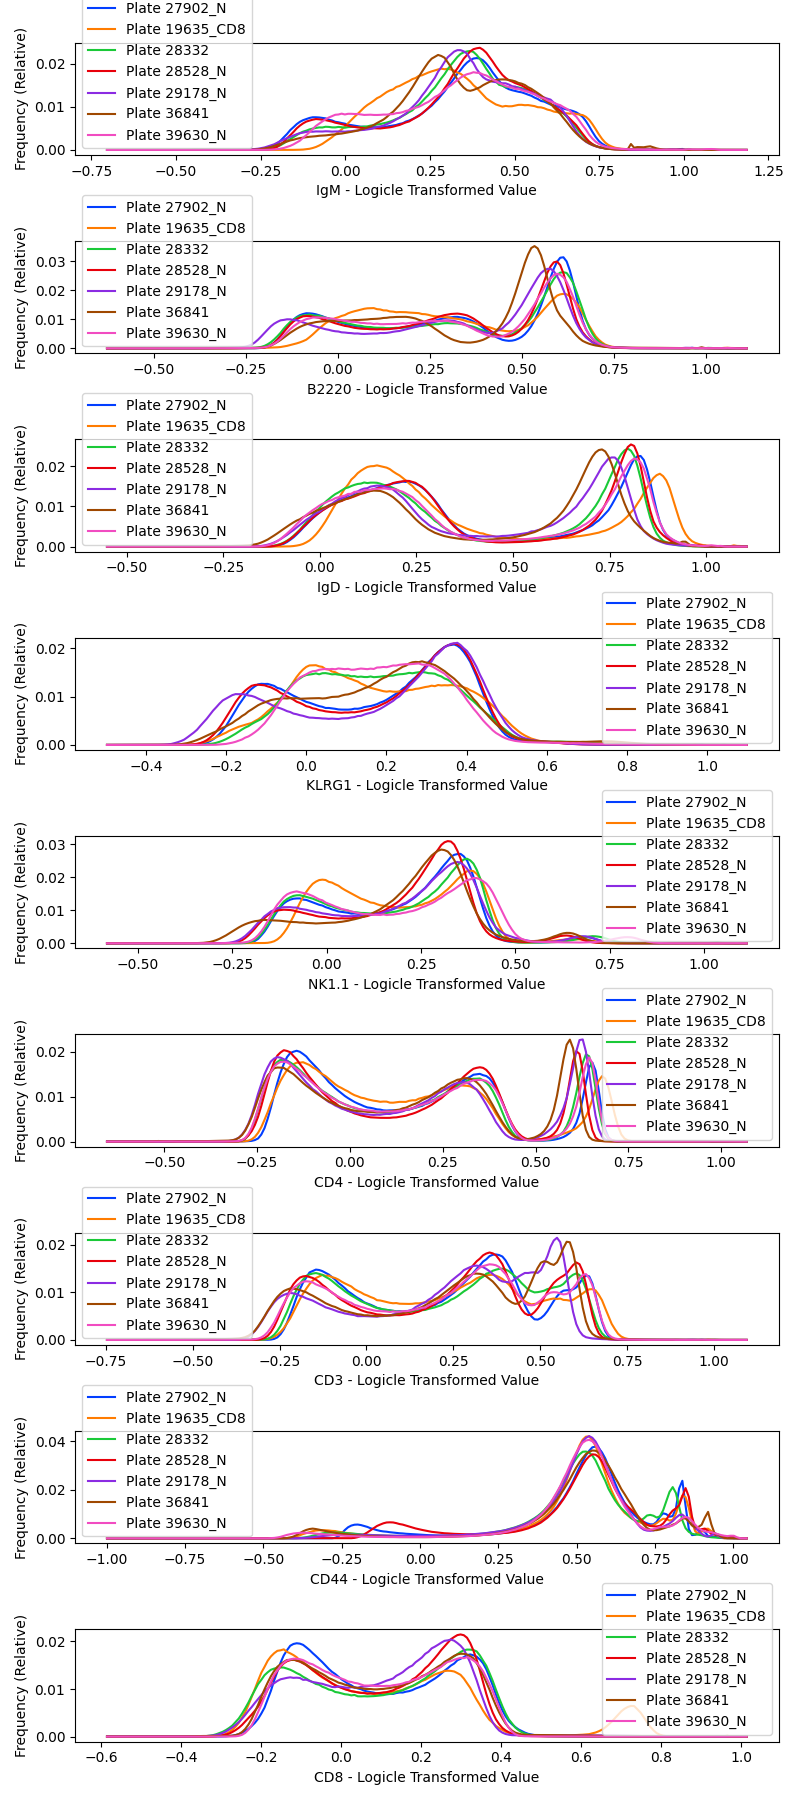 Plate 27902_N
Plate 19635_CD8
Plate 28332
Plate 28528_N
Plate 29178_N
Plate 36841
Plate 39630_N
Frequency (Relative)
0.02
0.01
0.00
−0.75 −0.50 −0.25 0.00 0.25 0.50 0.75 1.00 1.25
IgM - Logicle Transformed Value
Plate 27902_N
Plate 19635_CD8
Plate 28332
Plate 28528_N
Plate 29178_N
Plate 36841
Plate 39630_N
Frequency (Relative)
0.03
0.02
0.01
0.00
−0.50 −0.25 0.00 0.25 0.50 0.75 1.00
B2220 - Logicle Transformed Value
Plate 27902_N
Plate 19635_CD8
Plate 28332
Plate 28528_N
Plate 29178_N
Plate 36841
Plate 39630_N
Frequency (Relative)
0.02
0.01
0.00
−0.50 −0.25 0.00 0.25 0.50 0.75 1.00
IgD - Logicle Transformed Value
Plate 27902_N
Plate 19635_CD8
Plate 28332
Plate 28528_N
Plate 29178_N
Plate 36841
Plate 39630_N
Frequency (Relative)
0.02
0.01
0.00
−0.4 −0.2 0.0 0.2 0.4 0.6 0.8 1.0
KLRG1 - Logicle Transformed Value
Plate 27902_N
Plate 19635_CD8
Plate 28332
Plate 28528_N
Plate 29178_N
Plate 36841
Plate 39630_N
Frequency (Relative)
0.03
0.02
0.01
0.00
−0.50 −0.25 0.00 0.25 0.50 0.75 1.00
NK1.1 - Logicle Transformed Value
Plate 27902_N
Plate 19635_CD8
Plate 28332
Plate 28528_N
Plate 29178_N
Plate 36841
Plate 39630_N
Frequency (Relative)
0.02
0.01
0.00
−0.50 −0.25 0.00 0.25 0.50 0.75 1.00
CD4 - Logicle Transformed Value
Plate 27902_N
Plate 19635_CD8
Plate 28332
Plate 28528_N
Plate 29178_N
Plate 36841
Plate 39630_N
Frequency (Relative)
0.02
0.01
0.00
−0.75 −0.50 −0.25 0.00 0.25 0.50 0.75 1.00
CD3 - Logicle Transformed Value
Plate 27902_N
Plate 19635_CD8
Plate 28332
Plate 28528_N
Plate 29178_N
Plate 36841
Plate 39630_N
Frequency (Relative)
0.04
0.02
0.00
−1.00 −0.75 −0.50 −0.25 0.00 0.25 0.50 0.75 1.00
CD44 - Logicle Transformed Value
Plate 27902_N
Plate 19635_CD8
Plate 28332
Plate 28528_N
Plate 29178_N
Plate 36841
Plate 39630_N
Frequency (Relative)
0.02
0.01
0.00
−0.6 −0.4 −0.2 0.0 0.2 0.4 0.6 0.8 1.0
CD8 - Logicle Transformed Value